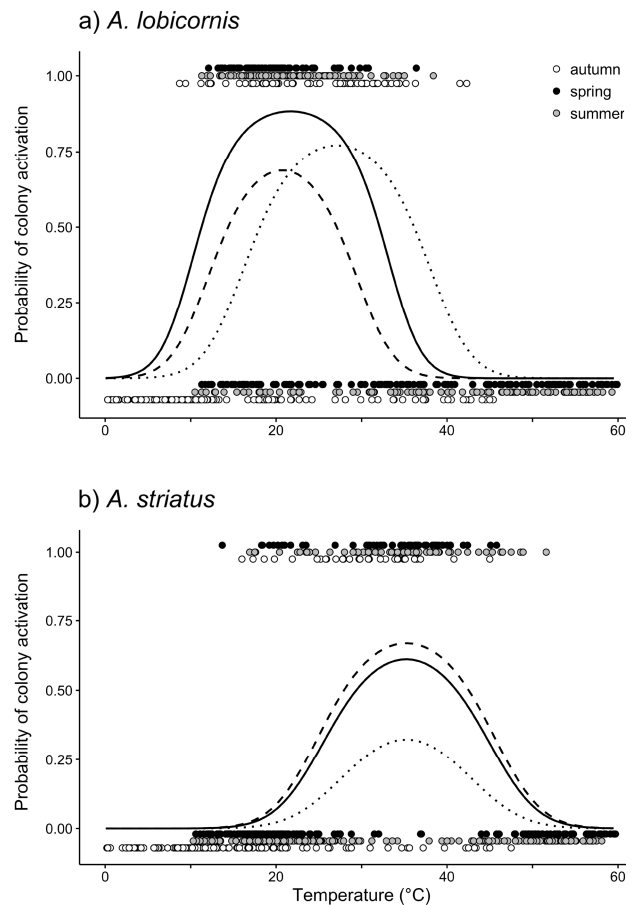 a) A. lobicornis
1.00
0.75
0.50
0.25
0.00
Probability of colony activation
autumn
spring
summer
0
20
40
60
b) A. striatus
1.00
0.75
0.50
0.25
0.00
Probability of colony activation
0
20
40
60
Temperature (°C)